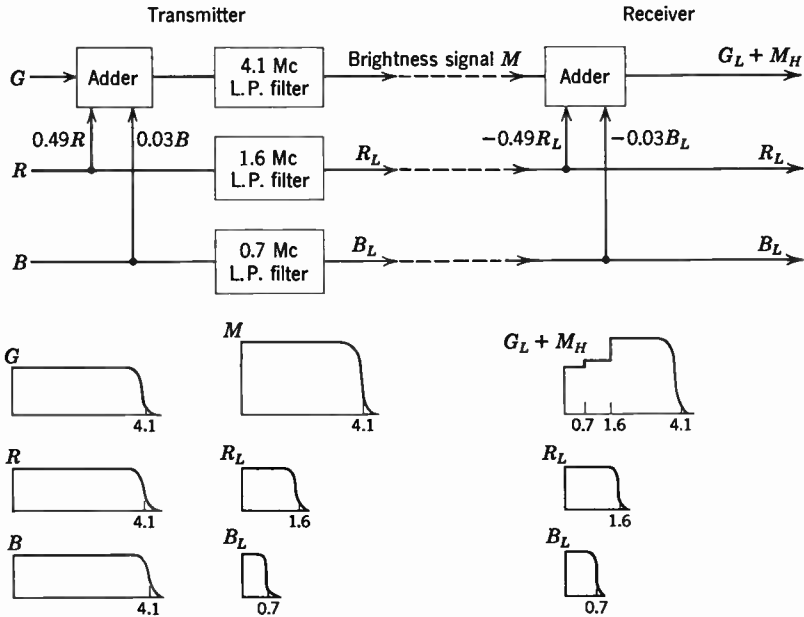 Transmitter
Receiver
G
Adder
4.1 Mc
L.P. filter
Brightness signal M
Adder
G_L + M_H
0.49R
0.03B
−0.49R_L
−0.03B_L
R
1.6 Mc
L.P. filter
R_L
R_L
B
0.7 Mc
L.P. filter
B_L
B_L
G
4.1
M
4.1
G_L + M_H
0.7
1.6
4.1
R
4.1
R_L
1.6
R_L
1.6
B
4.1
B_L
0.7
B_L
0.7